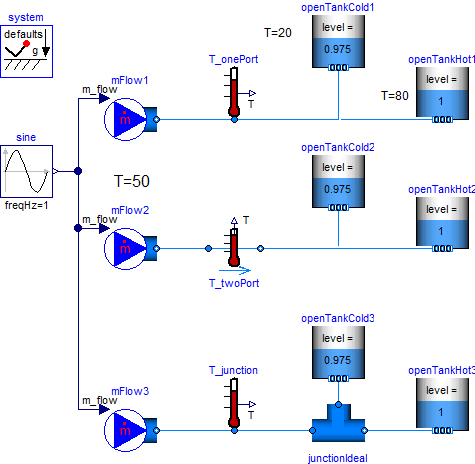 system
defaults
g
openTankCold1
T=20
level =
0.975
T_onePort
openTankHot1
T
T=80
level =
1
mFlow1
m_flow
ṁ
sine
freqHz=1
T=50
openTankCold2
level =
0.975
openTankHot2
level =
1
mFlow2
m_flow
ṁ
T
T_twoPort
openTankCold3
level =
0.975
T_junction
openTankHot3
T
level =
1
mFlow3
m_flow
ṁ
junctionIdeal